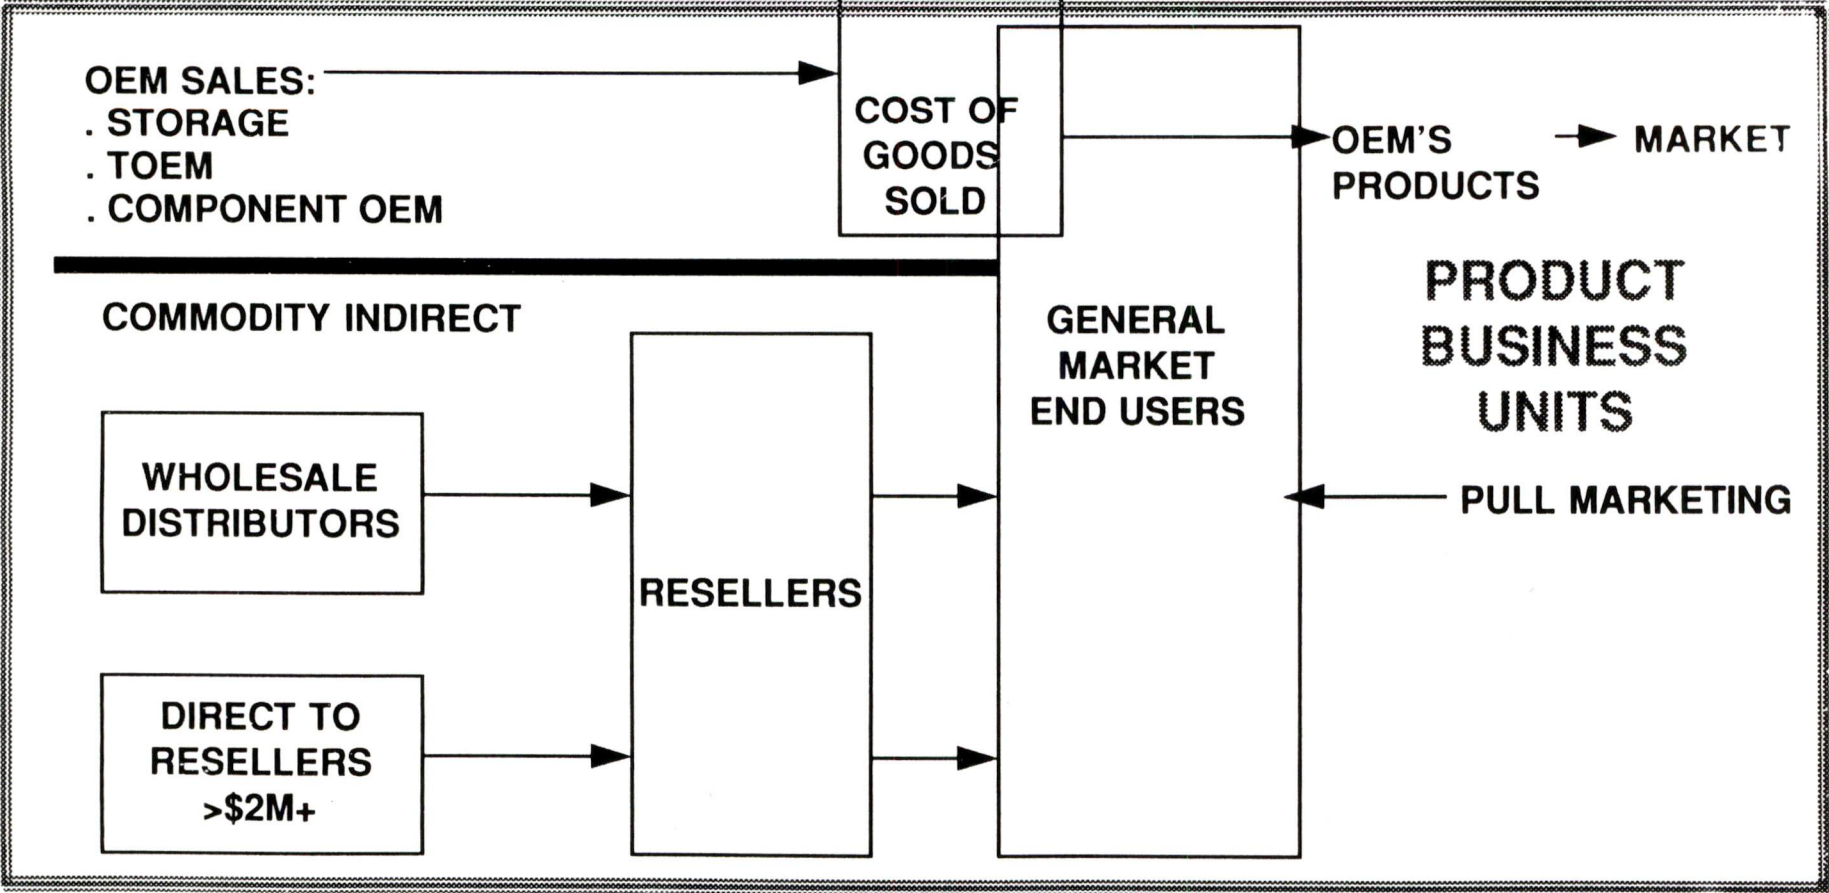 OEM SALES:
. STORAGE
. TOEM
. COMPONENT OEM
COST OF
GOODS
SOLD
OEM'S
PRODUCTS
MARKET
COMMODITY INDIRECT
GENERAL
MARKET
END USERS
PRODUCT
BUSINESS
UNITS
WHOLESALE
DISTRIBUTORS
RESELLERS
PULL MARKETING
DIRECT TO
RESELLERS
>$2M+